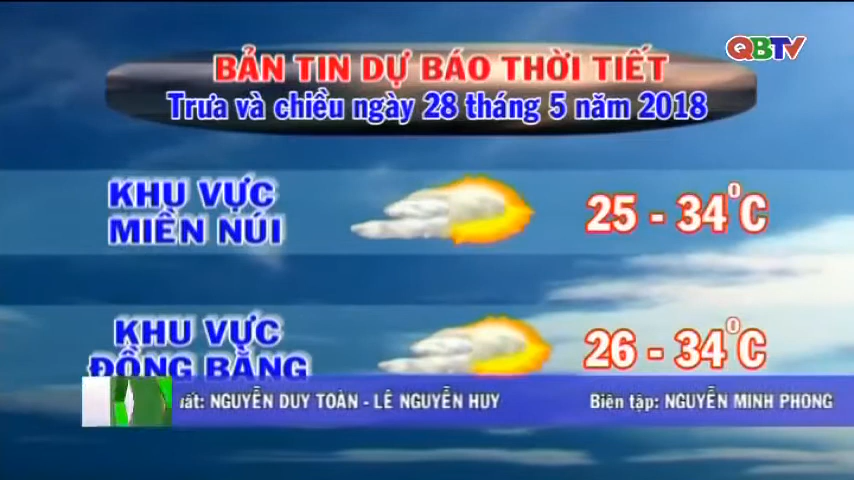 QBTV
BẢN TIN DỰ BÁO THỜI TIẾT
Trưa và chiều ngày 28 tháng 5 năm 2018
KHU VỰC
MIỀN NÚI
25 - 34°C
KHU VỰC
ĐỒNG BẰNG
26 - 34°C
NGUYỄN DUY TOÀN - LÊ NGUYỄN HUY
Biên tập: NGUYỄN MINH PHONG